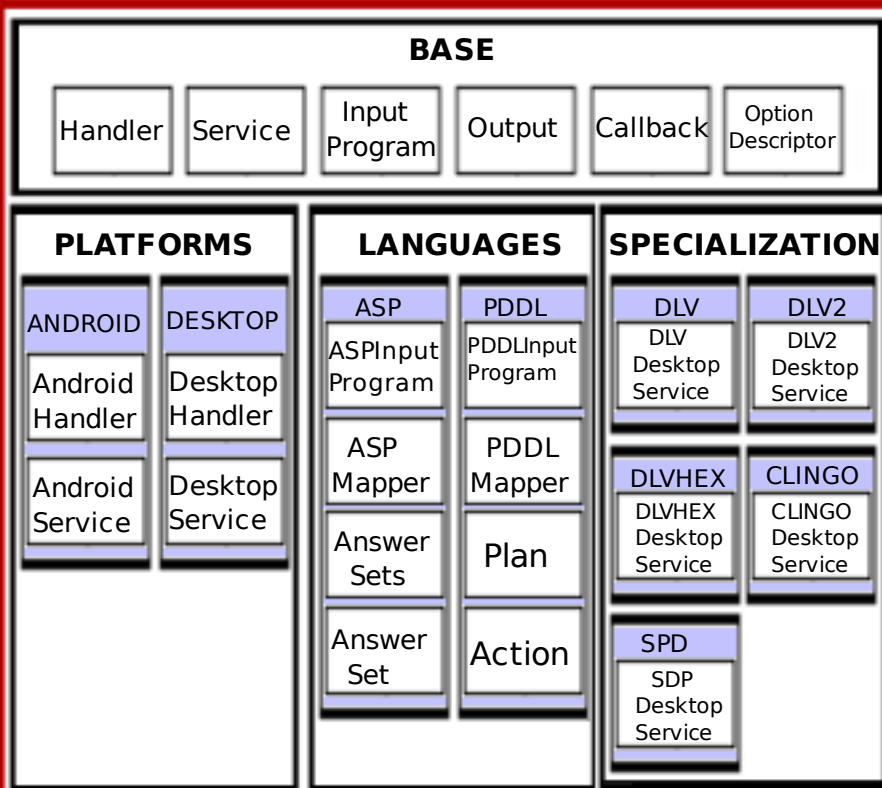 BASE
Handler
Service
Input
Program
Output
Callback
Option
Descriptor
PLATFORMS
ANDROID
Android
Handler
Android
Service
DESKTOP
Desktop
Handler
Desktop
Service
LANGUAGES
ASP
ASPInput
Program
ASP
Mapper
Answer
Sets
Answer
Set
PDDL
PDDLInput
Program
PDDL
Mapper
Plan
Action
SPECIALIZATION
DLV
DLV
Desktop
Service
DLV2
DLV2
Desktop
Service
DLVHEX
DLVHEX
Desktop
Service
CLINGO
CLINGO
Desktop
Service
SPD
SDP
Desktop
Service